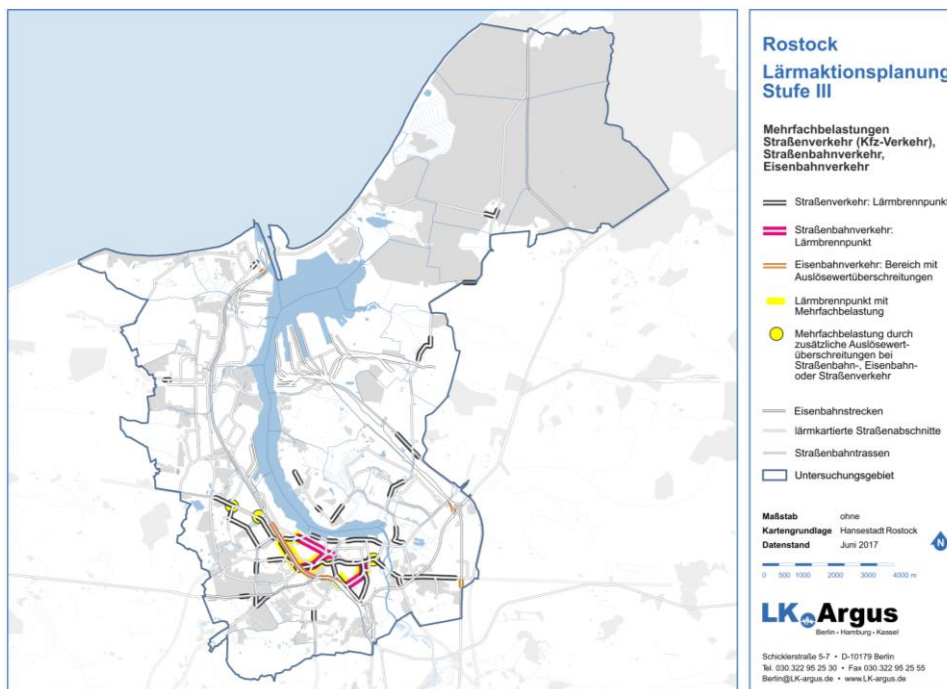 Rostock
Lärmaktionsplanung
Stufe III
Mehrfachbelastungen
Straßenverkehr (Kfz-Verkehr),
Straßenbahnverkehr,
Eisenbahnverkehr
Straßenverkehr: Lärmbrennpunkt
Straßenbahnverkehr:
Lärmbrennpunkt
Eisenbahnverkehr: Bereich mit
Auslösewertüberschreitungen
Lärmbrennpunkt mit
Mehrfachbelastung
Mehrfachbelastung durch
zusätzliche Auslösewert-
überschreitungen bei
Straßenbahn-, Eisenbahn-
oder Straßenverkehr
Eisenbahnstrecken
lärmkartierte Straßenabschnitte
Straßenbahntrassen
Untersuchungsgebiet
Maßstab ohne
Kartengrundlage Hansestadt Rostock
Datenstand Juni 2017
N
0 500 1000 2000 3000 4000 m
LK Argus
Berlin • Hamburg • Kassel
Schicklerstraße 5-7 • D-10179 Berlin
Tel. 030.322 95 25 30 • Fax 030.322 95 25 55
Berlin@LK-argus.de • www.LK-argus.de